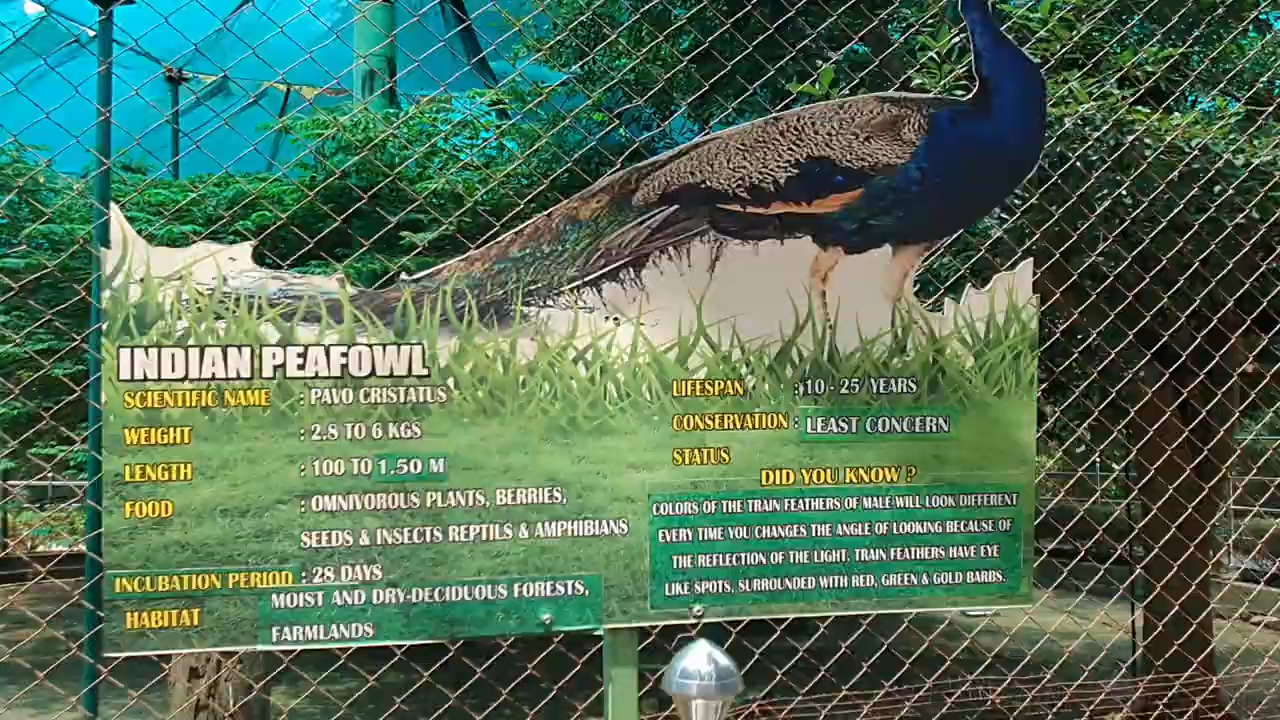 INDIAN PEAFOWL
SCIENTIFIC NAME : PAVO CRISTATUS
WEIGHT : 2.8 TO 6 KGS
LENGTH : 100 TO 1.50 M
FOOD : OMNIVOROUS PLANTS, BERRIES,
SEEDS & INSECTS REPTILS & AMPHIBIANS
INCUBATION PERIOD : 28 DAYS
HABITAT MOIST AND DRY-DECIDUOUS FORESTS,
FARMLANDS
LIFESPAN : 10 - 25 YEARS
CONSERVATION : LEAST CONCERN
STATUS
DID YOU KNOW ?
COLORS OF THE TRAIN FEATHERS OF MALE WILL LOOK DIFFERENT
EVERY TIME YOU CHANGES THE ANGLE OF LOOKING BECAUSE OF
THE REFLECTION OF THE LIGHT. TRAIN FEATHERS HAVE EYE
LIKE SPOTS, SURROUNDED WITH RED, GREEN & GOLD BARBS.